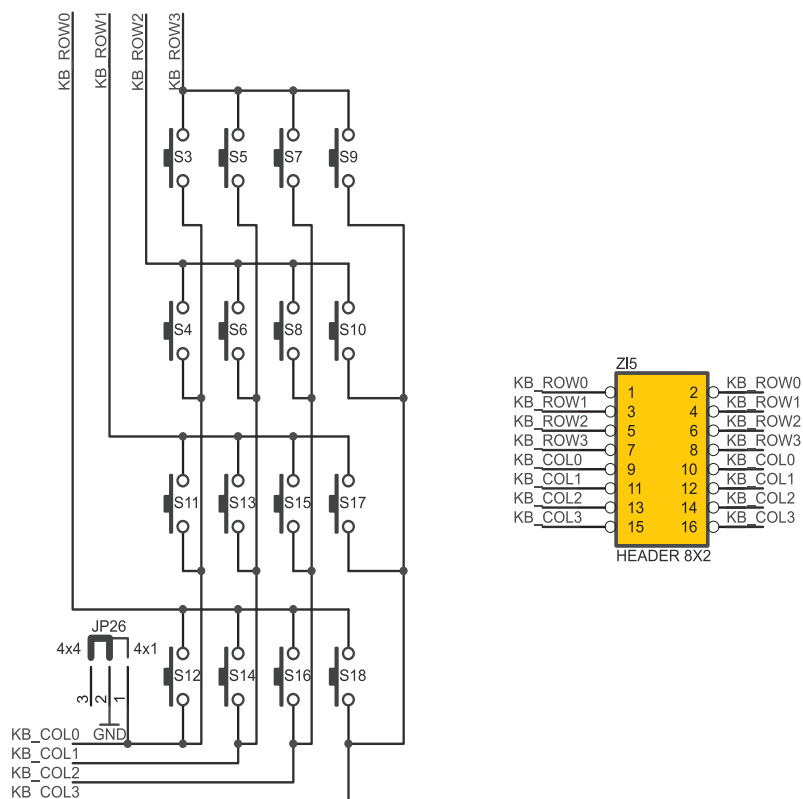 KB_ROW0
KB_ROW1
KB_ROW2
KB_ROW3
S3 S5 S7 S9
S4 S6 S8 S10
S11 S13 S15 S17
JP26
4x4 4x1
S12 S14 S16 S18
3 2 1
KB_COL0 GND
KB_COL1
KB_COL2
KB_COL3
ZI5
KB_ROW0 1 2 KB_ROW0
KB_ROW1 3 4 KB_ROW1
KB_ROW2 5 6 KB_ROW2
KB_ROW3 7 8 KB_ROW3
KB_COL0 9 10 KB_COL0
KB_COL1 11 12 KB_COL1
KB_COL2 13 14 KB_COL2
KB_COL3 15 16 KB_COL3
HEADER 8X2